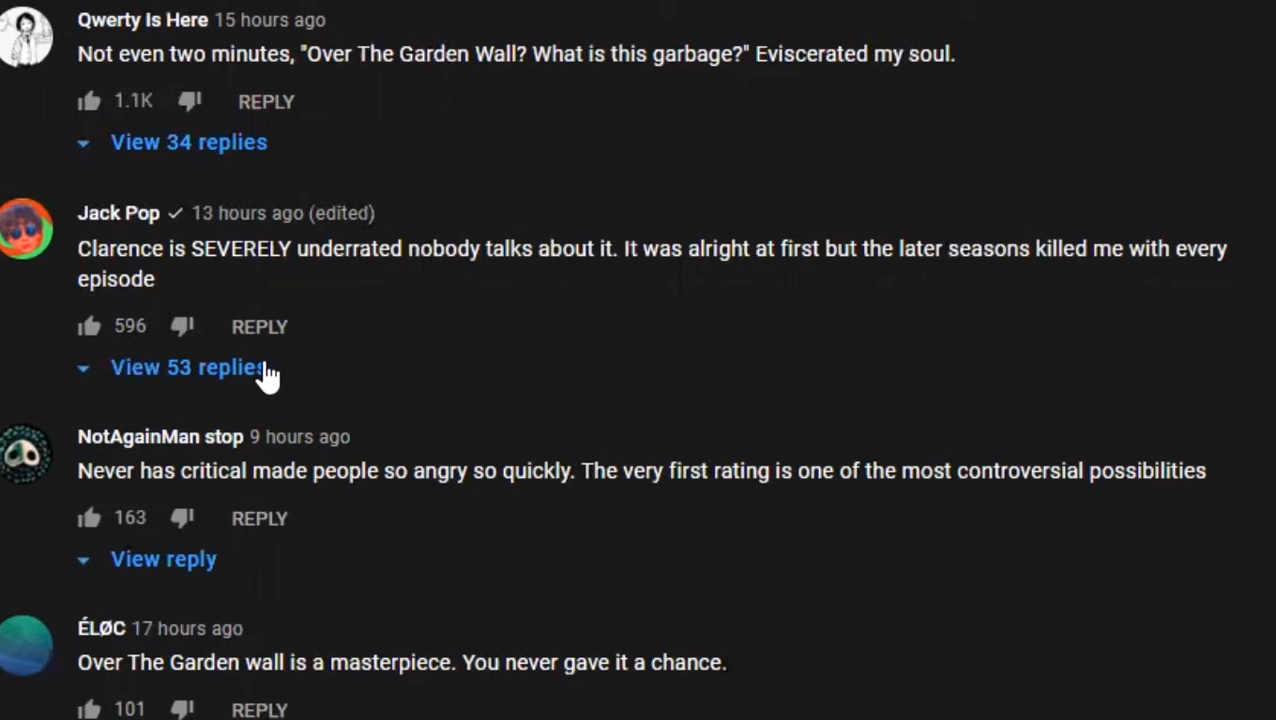 Qwerty Is Here 15 hours ago
Not even two minutes, "Over The Garden Wall? What is this garbage?" Eviscerated my soul.
1.1K REPLY
View 34 replies
Jack Pop 13 hours ago (edited)
Clarence is SEVERELY underrated nobody talks about it. It was alright at first but the later seasons killed me with every
episode
596 REPLY
View 53 replies
NotAgainMan stop 9 hours ago
Never has critical made people so angry so quickly. The very first rating is one of the most controversial possibilities
163 REPLY
View reply
ÉLØC 17 hours ago
Over The Garden wall is a masterpiece. You never gave it a chance.
101 REPLY